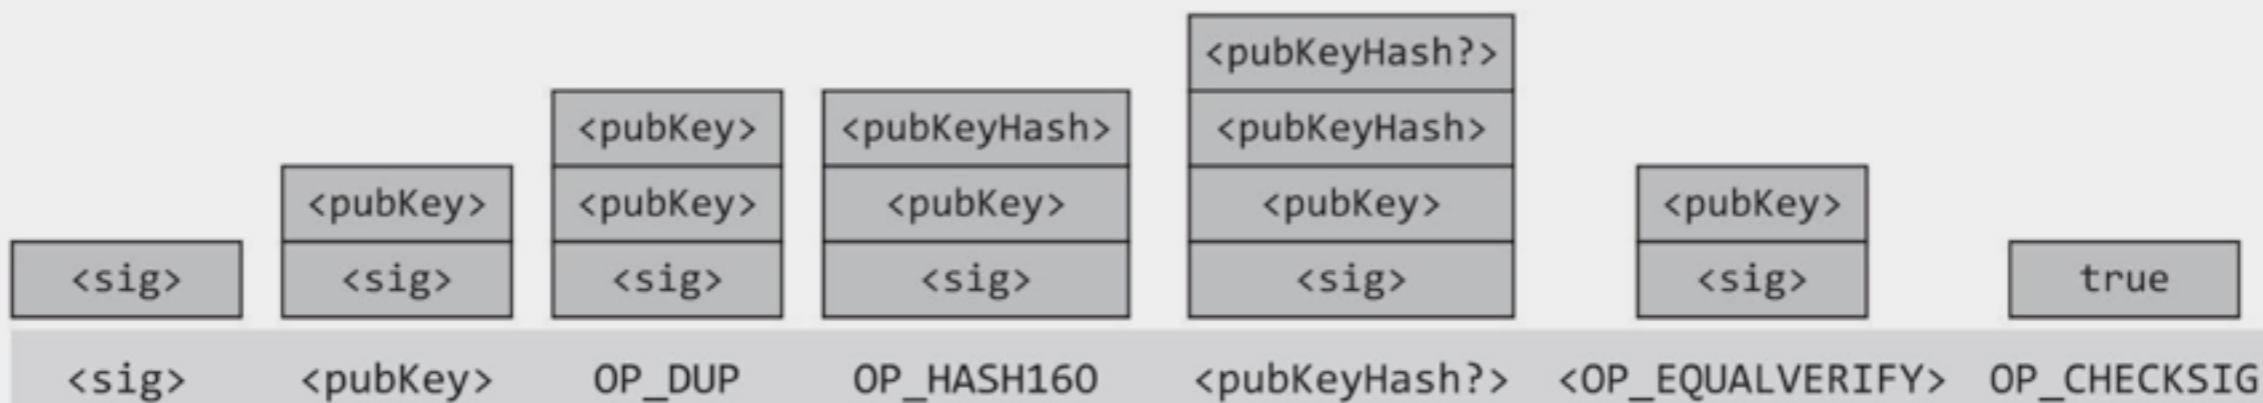 <pubKeyHash?>
<pubKey> <pubKeyHash> <pubKeyHash>
<pubKey> <pubKey> <pubKey> <pubKey> <pubKey>
<sig> <sig> <sig> <sig> <sig> <sig> true
<sig> <pubKey> OP_DUP OP_HASH160 <pubKeyHash?> <OP_EQUALVERIFY> OP_CHECKSIG